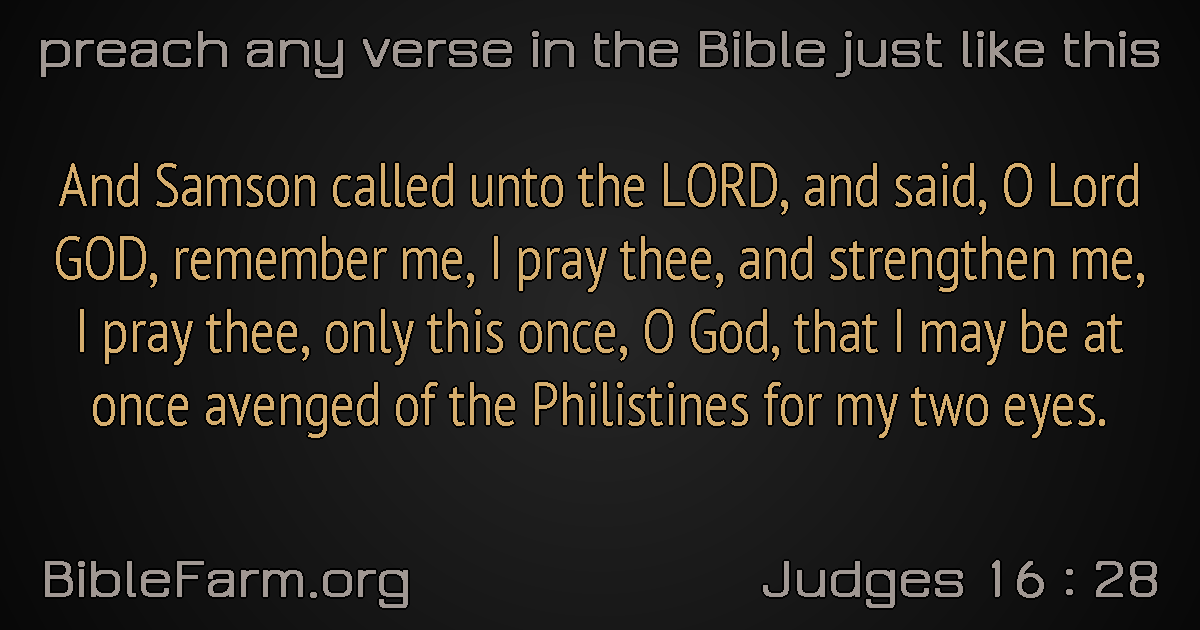 preach any verse in the Bible just like this
And Samson called unto the LORD, and said, O Lord
GOD, remember me, I pray thee, and strengthen me,
I pray thee, only this once, O God, that I may be at
once avenged of the Philistines for my two eyes.
BibleFarm.org
Judges 16 : 28